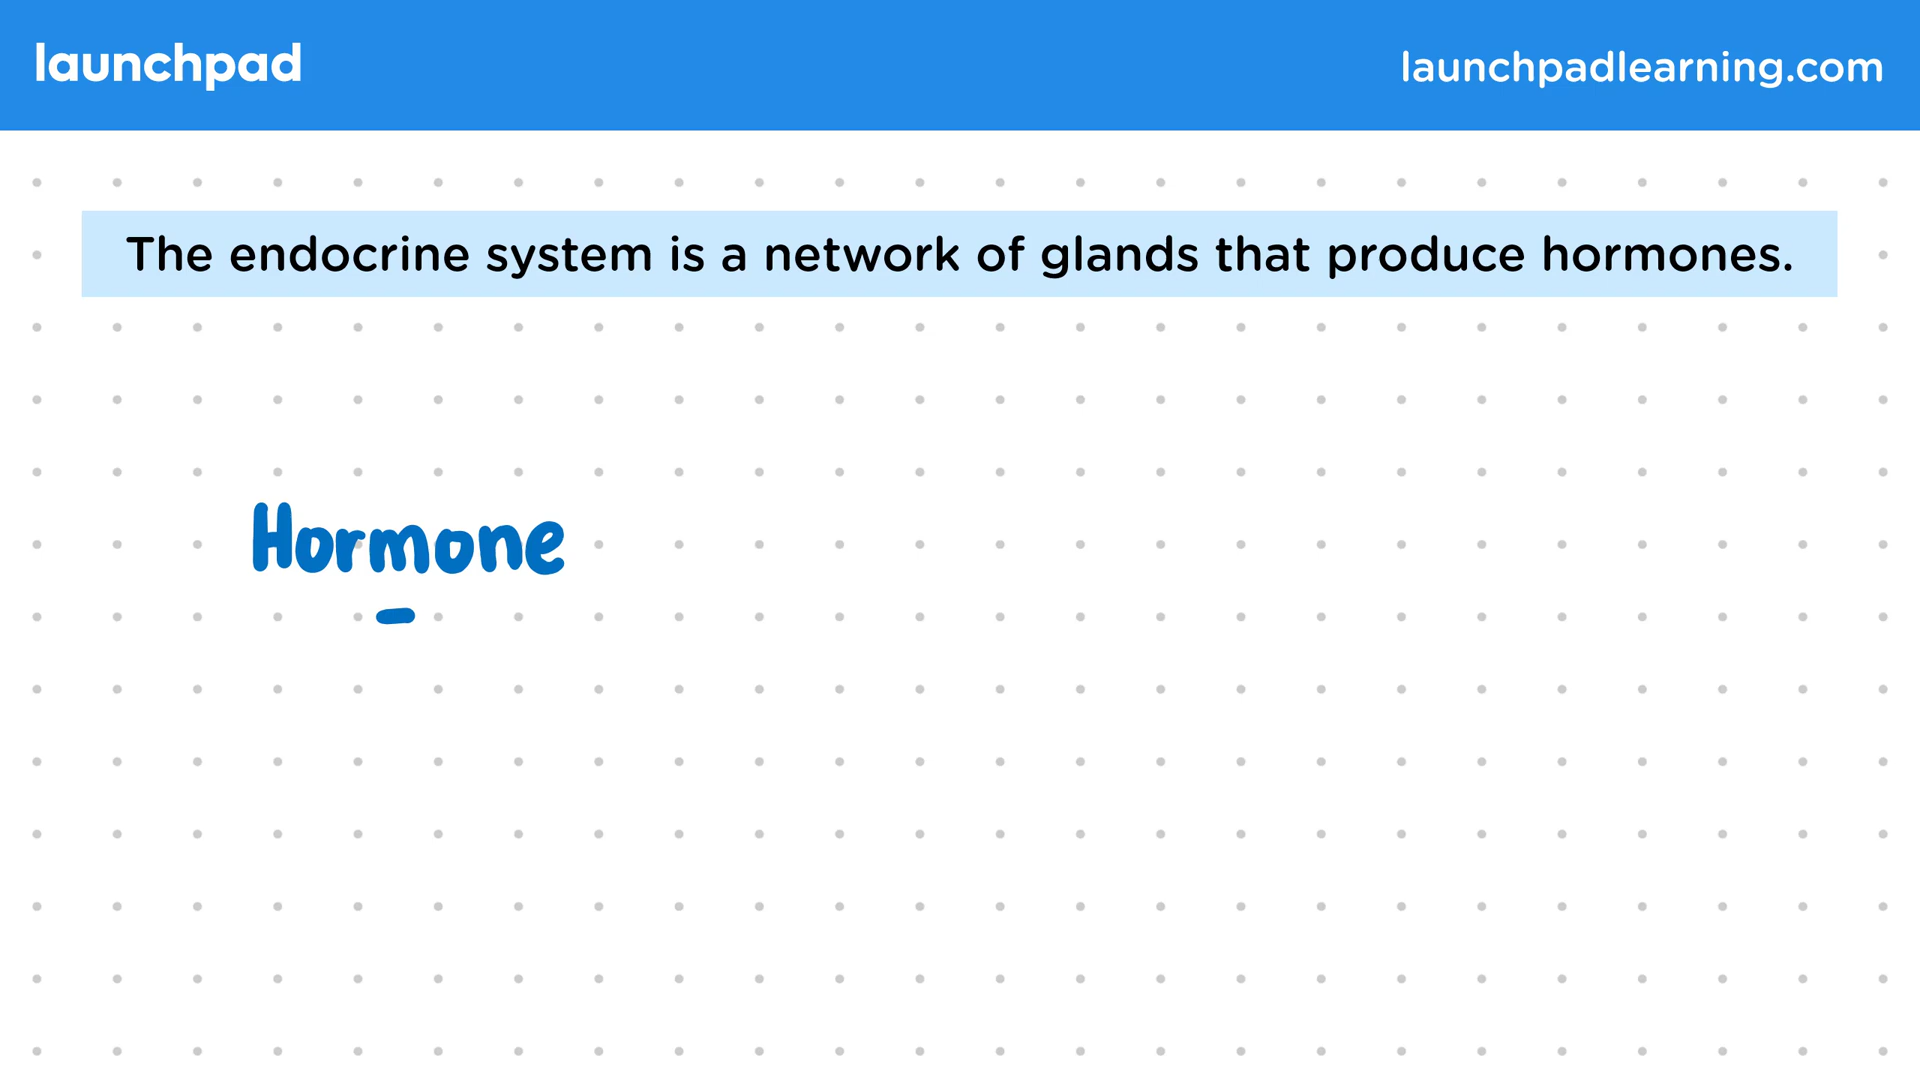 launchpad
launchpadlearning.com
The endocrine system is a network of glands that produce hormones.
Hormone
-